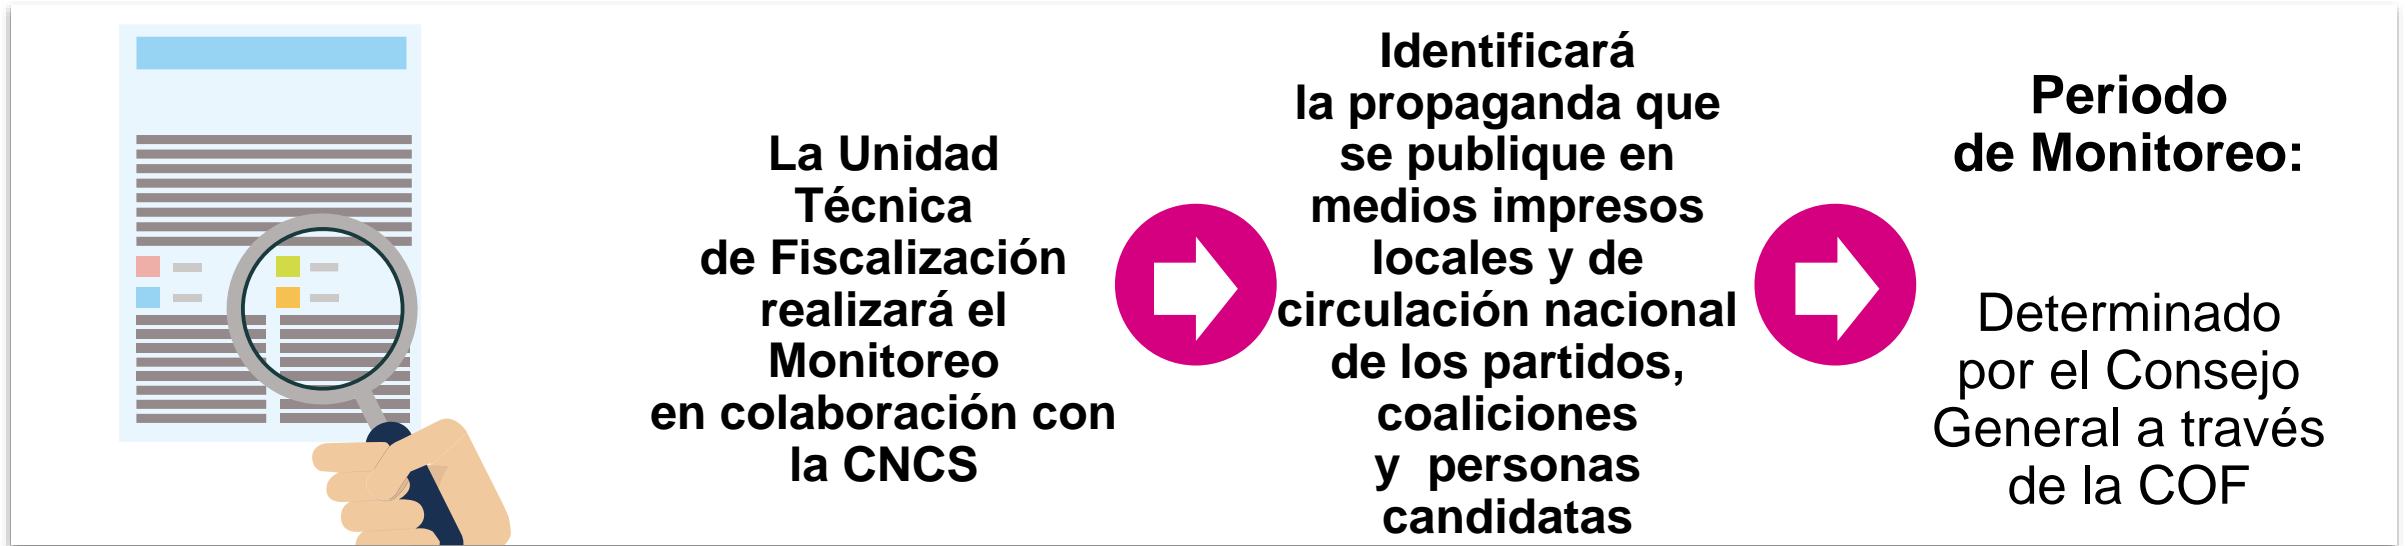 La Unidad
Técnica
de Fiscalización
realizará el
Monitoreo
en colaboración con
la CNCS
Identificará
la propaganda que
se publique en
medios impresos
locales y de
circulación nacional
de los partidos,
coaliciones
y  personas
candidatas
Periodo
de Monitoreo:
Determinado
por el Consejo
General a través
de la COF